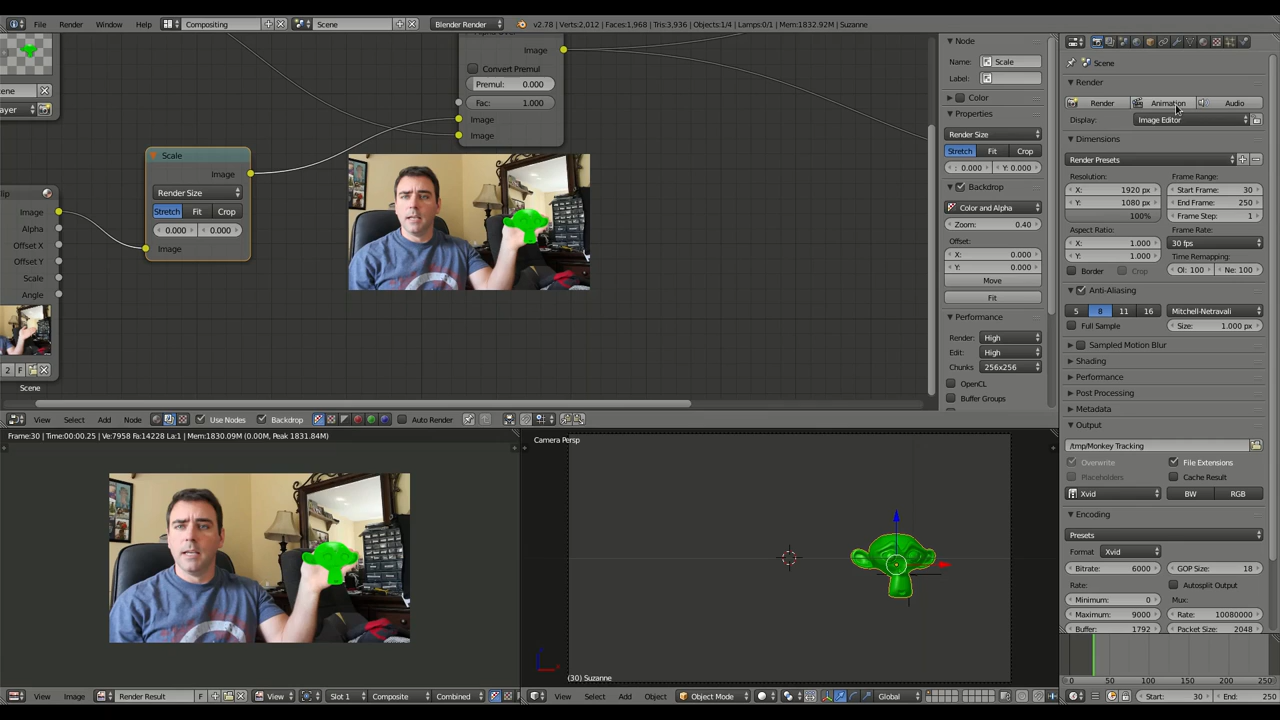 File Render Window Help Compositing Scene Blender Render v2.78 | Verts:2,012 | Faces:1,968 | Tris:3,936 | Objects:1/4 | Lamps:0/1 | Mem:1832.92M | Suzanne
Image
Convert Premul
Premul: 0.000
Fac: 1.000
Image
Image
Scale
Image
Render Size
Stretch Fit Crop
0.000 0.000
Image
Image
Alpha
Offset X
Offset Y
Scale
Angle
2 F
Scene
Node
Name: Scale
Label:
Color
Properties
Render Size
Stretch Fit Crop
: 0.000 Y: 0.000
Backdrop
Color and Alpha
Zoom: 0.40
Offset:
X: 0.000
Y: 0.000
Move
Fit
Performance
Render: High
Edit: High
Chunks 256x256
OpenCL
Buffer Groups
Scene
Render
Render Animation Audio
Display: Image Editor
Dimensions
Render Presets
Resolution: Frame Range:
X: 1920 px Start Frame: 30
Y: 1080 px End Frame: 250
100% Frame Step: 1
Aspect Ratio: Frame Rate:
X: 1.000 30 fps
Y: 1.000 Time Remapping:
Border Crop Ol: 100 Ne: 100
Anti-Aliasing
5 8 11 16 Mitchell-Netravali
Full Sample Size: 1.000 px
Sampled Motion Blur
Shading
Performance
Post Processing
Metadata
Output
/tmp/Monkey Tracking
Overwrite File Extensions
Placeholders Cache Result
Xvid BW RGB
Encoding
Presets
Format Xvid
Bitrate: 6000 GOP Size: 18
Rate: Autosplit Output
Minimum: 0 Mux:
Maximum: 9000 Rate: 10080000
Buffer: 1792 Packet Size: 2048
View Select Add Node Use Nodes Backdrop Auto Render
Frame:30 | Time:00:00.25 | Ve:7958 Fa:14228 La:1 | Mem:1830.09M (0.00M, Peak 1831.84M)
Camera Persp
(30) Suzanne
View Image Render Result F View Slot 1 Composite Combined
View Select Add Object Object Mode Global
0 50 100 150 200 250
Start: 30 End: 250